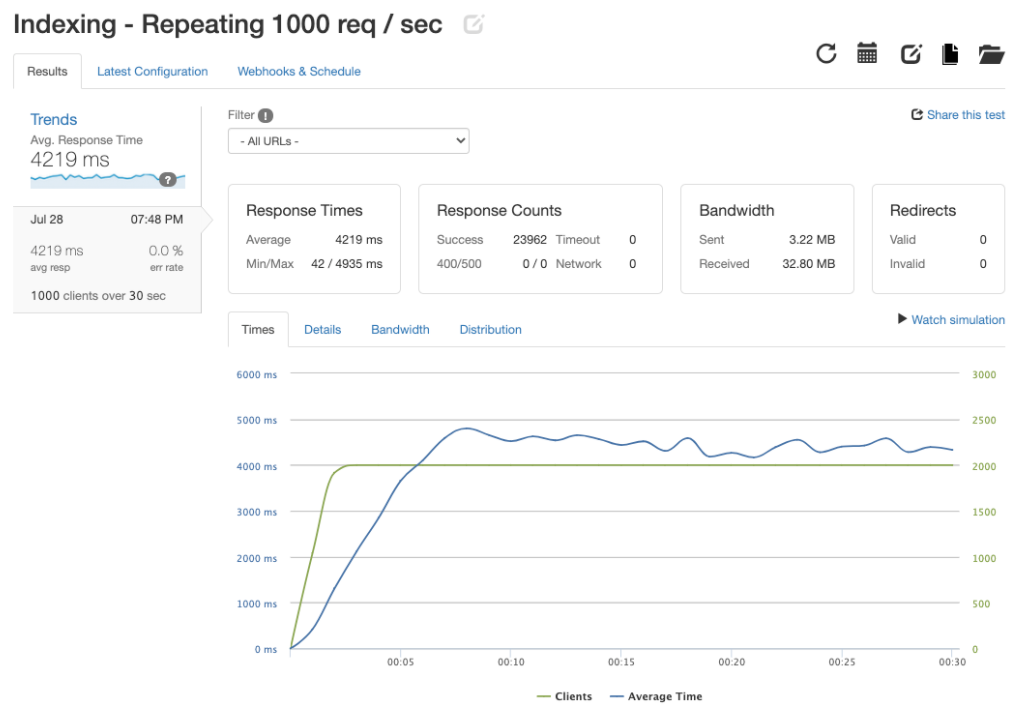 Indexing - Repeating 1000 req / sec
Results Latest Configuration Webhooks & Schedule
Trends
Avg. Response Time
4219 ms
?
Jul 28 07:48 PM
4219 ms 0.0 %
avg resp err rate
1000 clients over 30 sec
Filter !
- All URLs -
Share this test
Response Times
Average 4219 ms
Min/Max 42 / 4935 ms
Response Counts
Success 23962 Timeout 0
400/500 0 / 0 Network 0
Bandwidth
Sent 3.22 MB
Received 32.80 MB
Redirects
Valid 0
Invalid 0
Times Details Bandwidth Distribution
Watch simulation
6000 ms 3000
5000 ms 2500
4000 ms 2000
3000 ms 1500
2000 ms 1000
1000 ms 500
0 ms 0
00:05 00:10 00:15 00:20 00:25 00:30
Clients Average Time